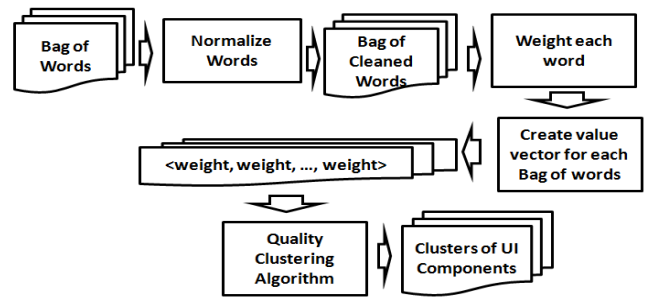 Bag of
Words
Normalize
Words
Bag of
Cleaned
Words
Weight each
word
Create value
vector for each
Bag of words
<weight, weight, ..., weight>
Quality
Clustering
Algorithm
Clusters of UI
Components